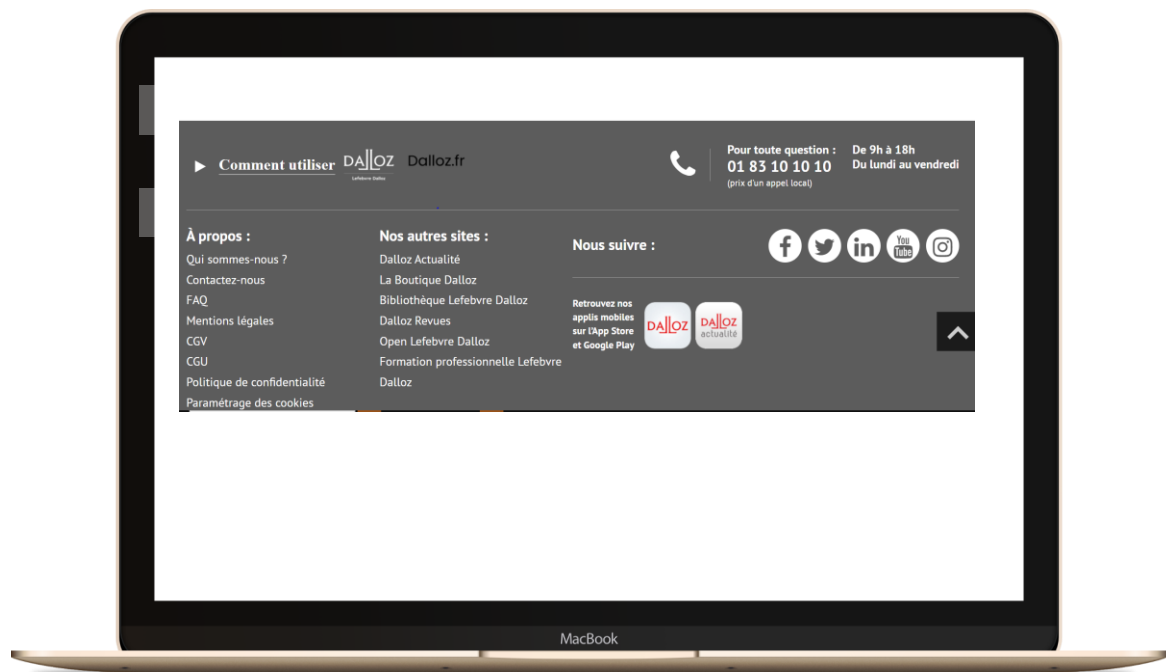 Comment utiliser DALLOZ Dalloz.fr
Lefebvre Dalloz
Pour toute question :
01 83 10 10 10
(prix d'un appel local)
De 9h à 18h
Du lundi au vendredi
À propos :
Qui sommes-nous ?
Contactez-nous
FAQ
Mentions légales
CGV
CGU
Politique de confidentialité
Paramétrage des cookies
Nos autres sites :
Dalloz Actualité
La Boutique Dalloz
Bibliothèque Lefebvre Dalloz
Dalloz Revues
Open Lefebvre Dalloz
Formation professionnelle Lefebvre
Dalloz
Nous suivre :
You
Tube
Retrouvez nos
applis mobiles
sur l'App Store
et Google Play
DALLOZ
DALLOZ
actualité
MacBook